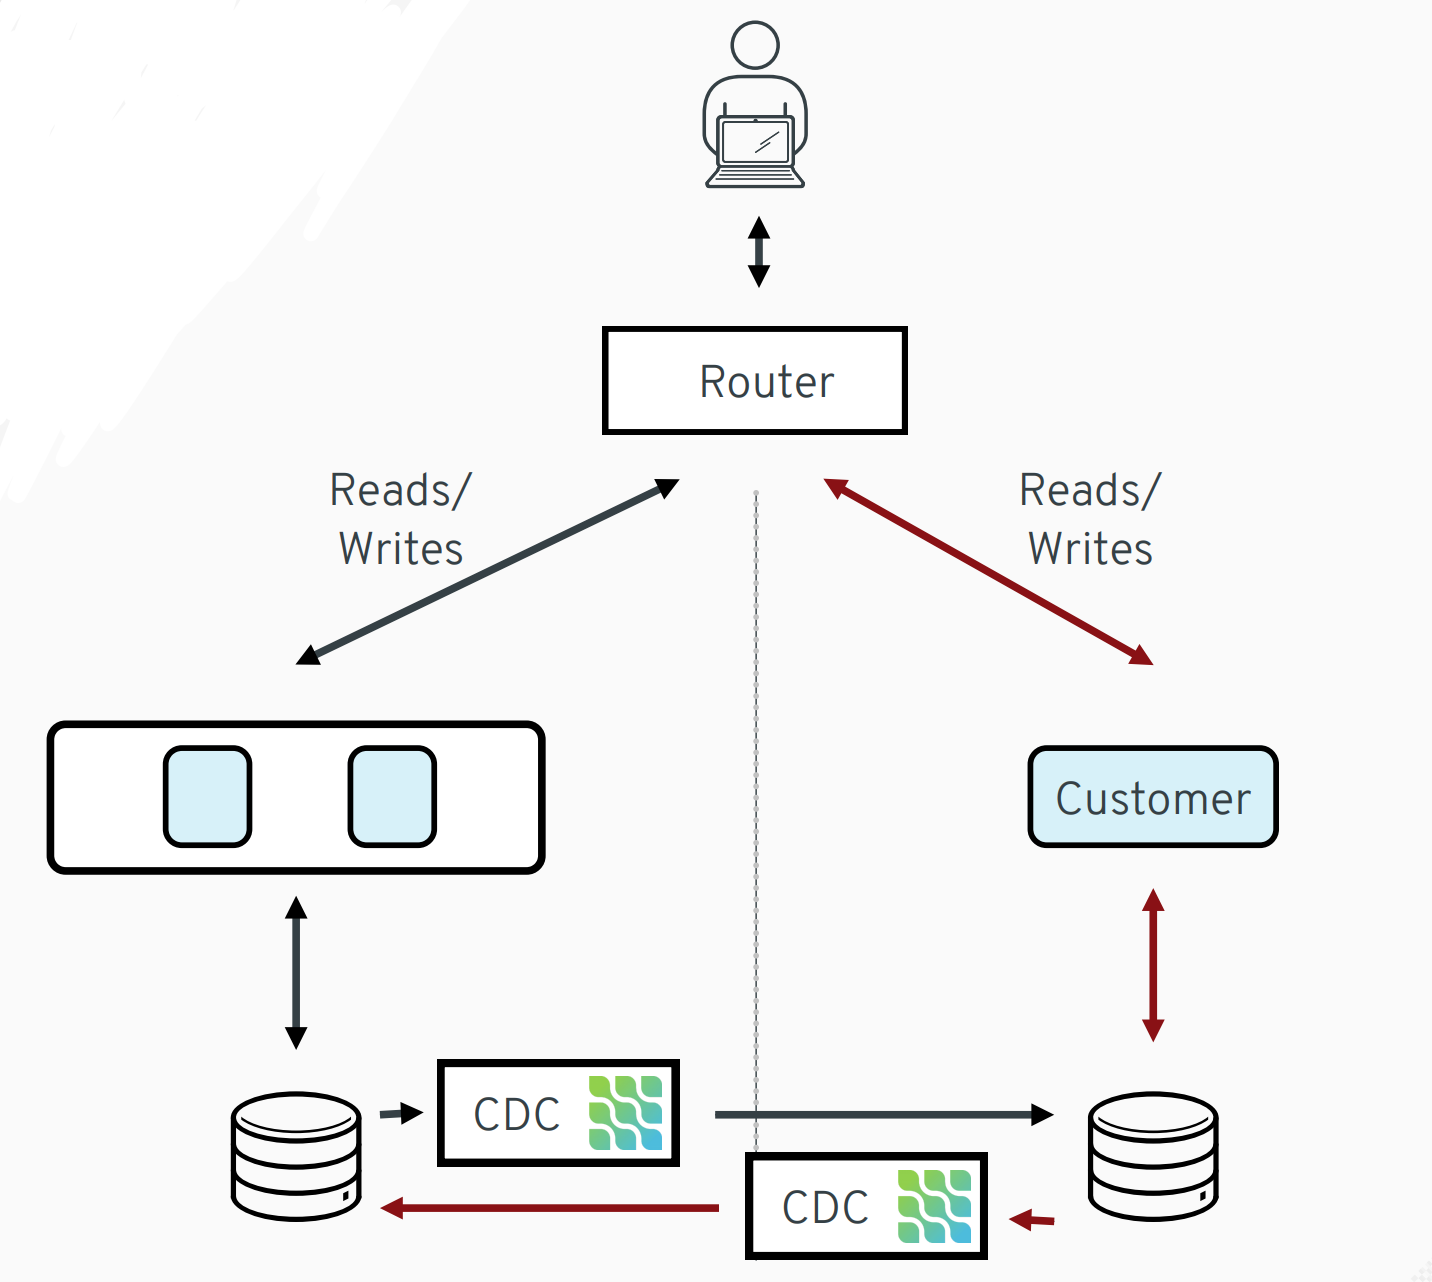 Router
Reads/
Writes
Reads/
Writes
Customer
CDC
CDC